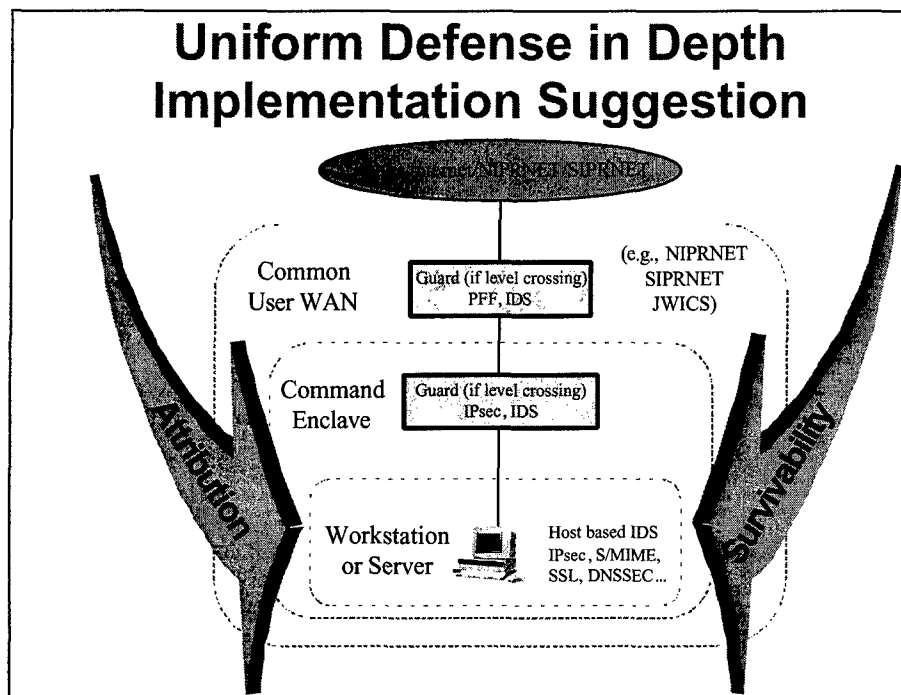 Uniform Defense in Depth
Implementation Suggestion
Internet/NIPRNET/SIPRNET
Common
User WAN
Guard (if level crossing)
PFF, IDS
(e.g., NIPRNET
SIPRNET
JWICS)
Command
Enclave
Guard (if level crossing)
IPsec, IDS
Attribution
Survivability
Workstation
or Server
Host based IDS
IPsec, S/MIME,
SSL, DNSSEC...